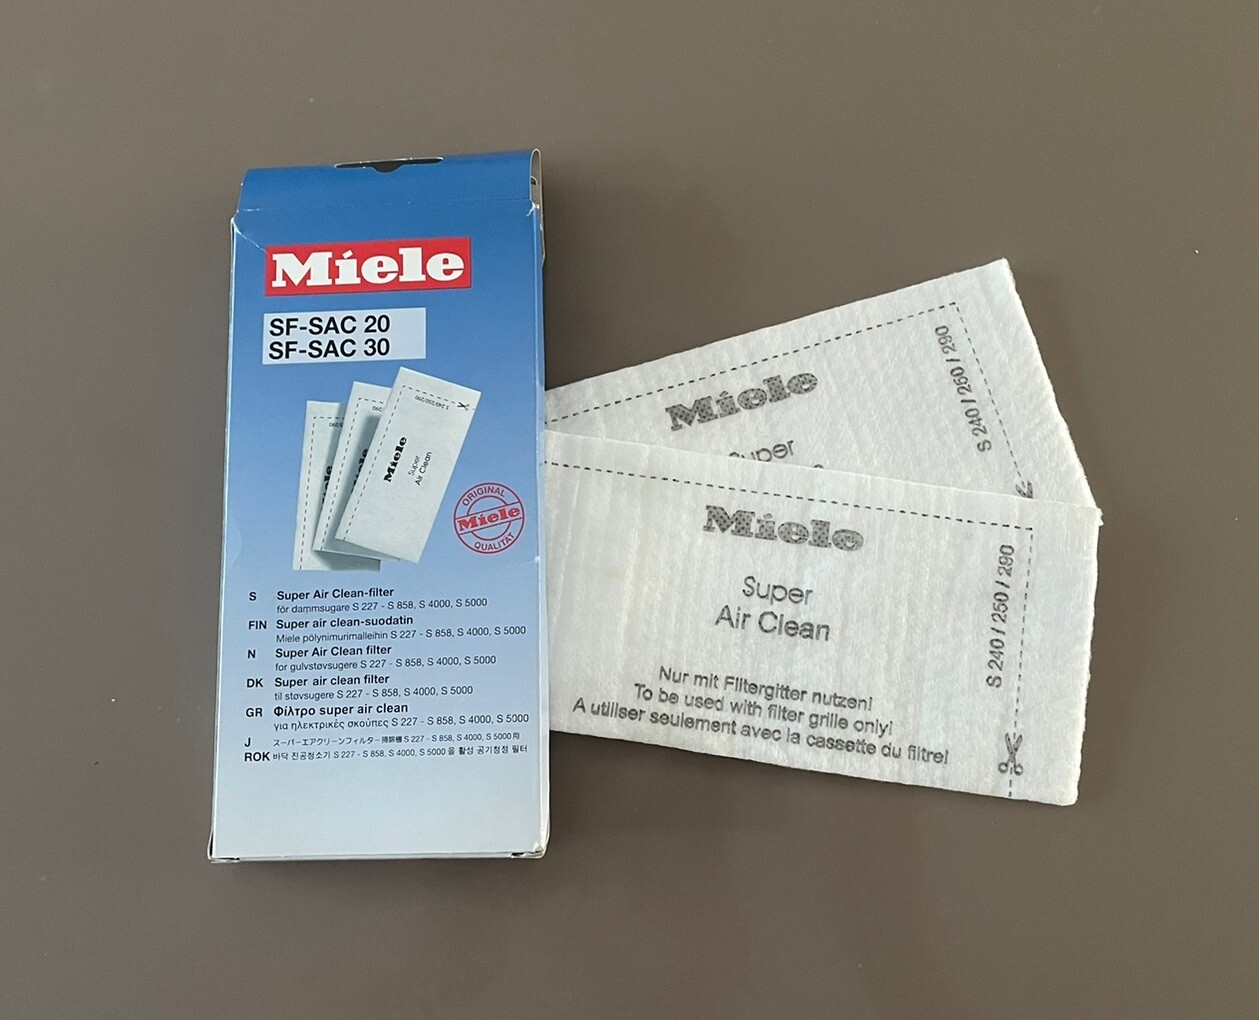 Miele
SF-SAC 20
SF-SAC 30
S 240/250/290
Miele
Super
Air Clean
ORIGINAL
Miele
QUALITÄT
S Super Air Clean-filter
för dammsugare S 227 - S 858, S 4000, S 5000
FIN Super air clean-suodatin
Miele pölynimurimalleihin S 227 - S 858, S 4000, S 5000
N Super Air Clean filter
for gulvstøvsugere S 227 - S 858, S 4000, S 5000
DK Super air clean filter
til støvsugere S 227 - S 858, S 4000, S 5000
GR Φίλτρο super air clean
για ηλεκτρικές σκούπες S 227 - S 858, S 4000, S 5000
J スーパーエアクリーンフィルター掃除機 S 227 - S 858, S 4000, S 5000用
ROK 바닥 진공청소기 S 227 - S 858, S 4000, S 5000 을 활성 공기청정 필터
Miele
Super
S 240 / 250 / 290
Miele
Super
Air Clean
Nur mit Filtergitter nutzen!
To be used with filter grille only!
A utiliser seulement avec la cassette du filtre!
S 240 / 250 / 290